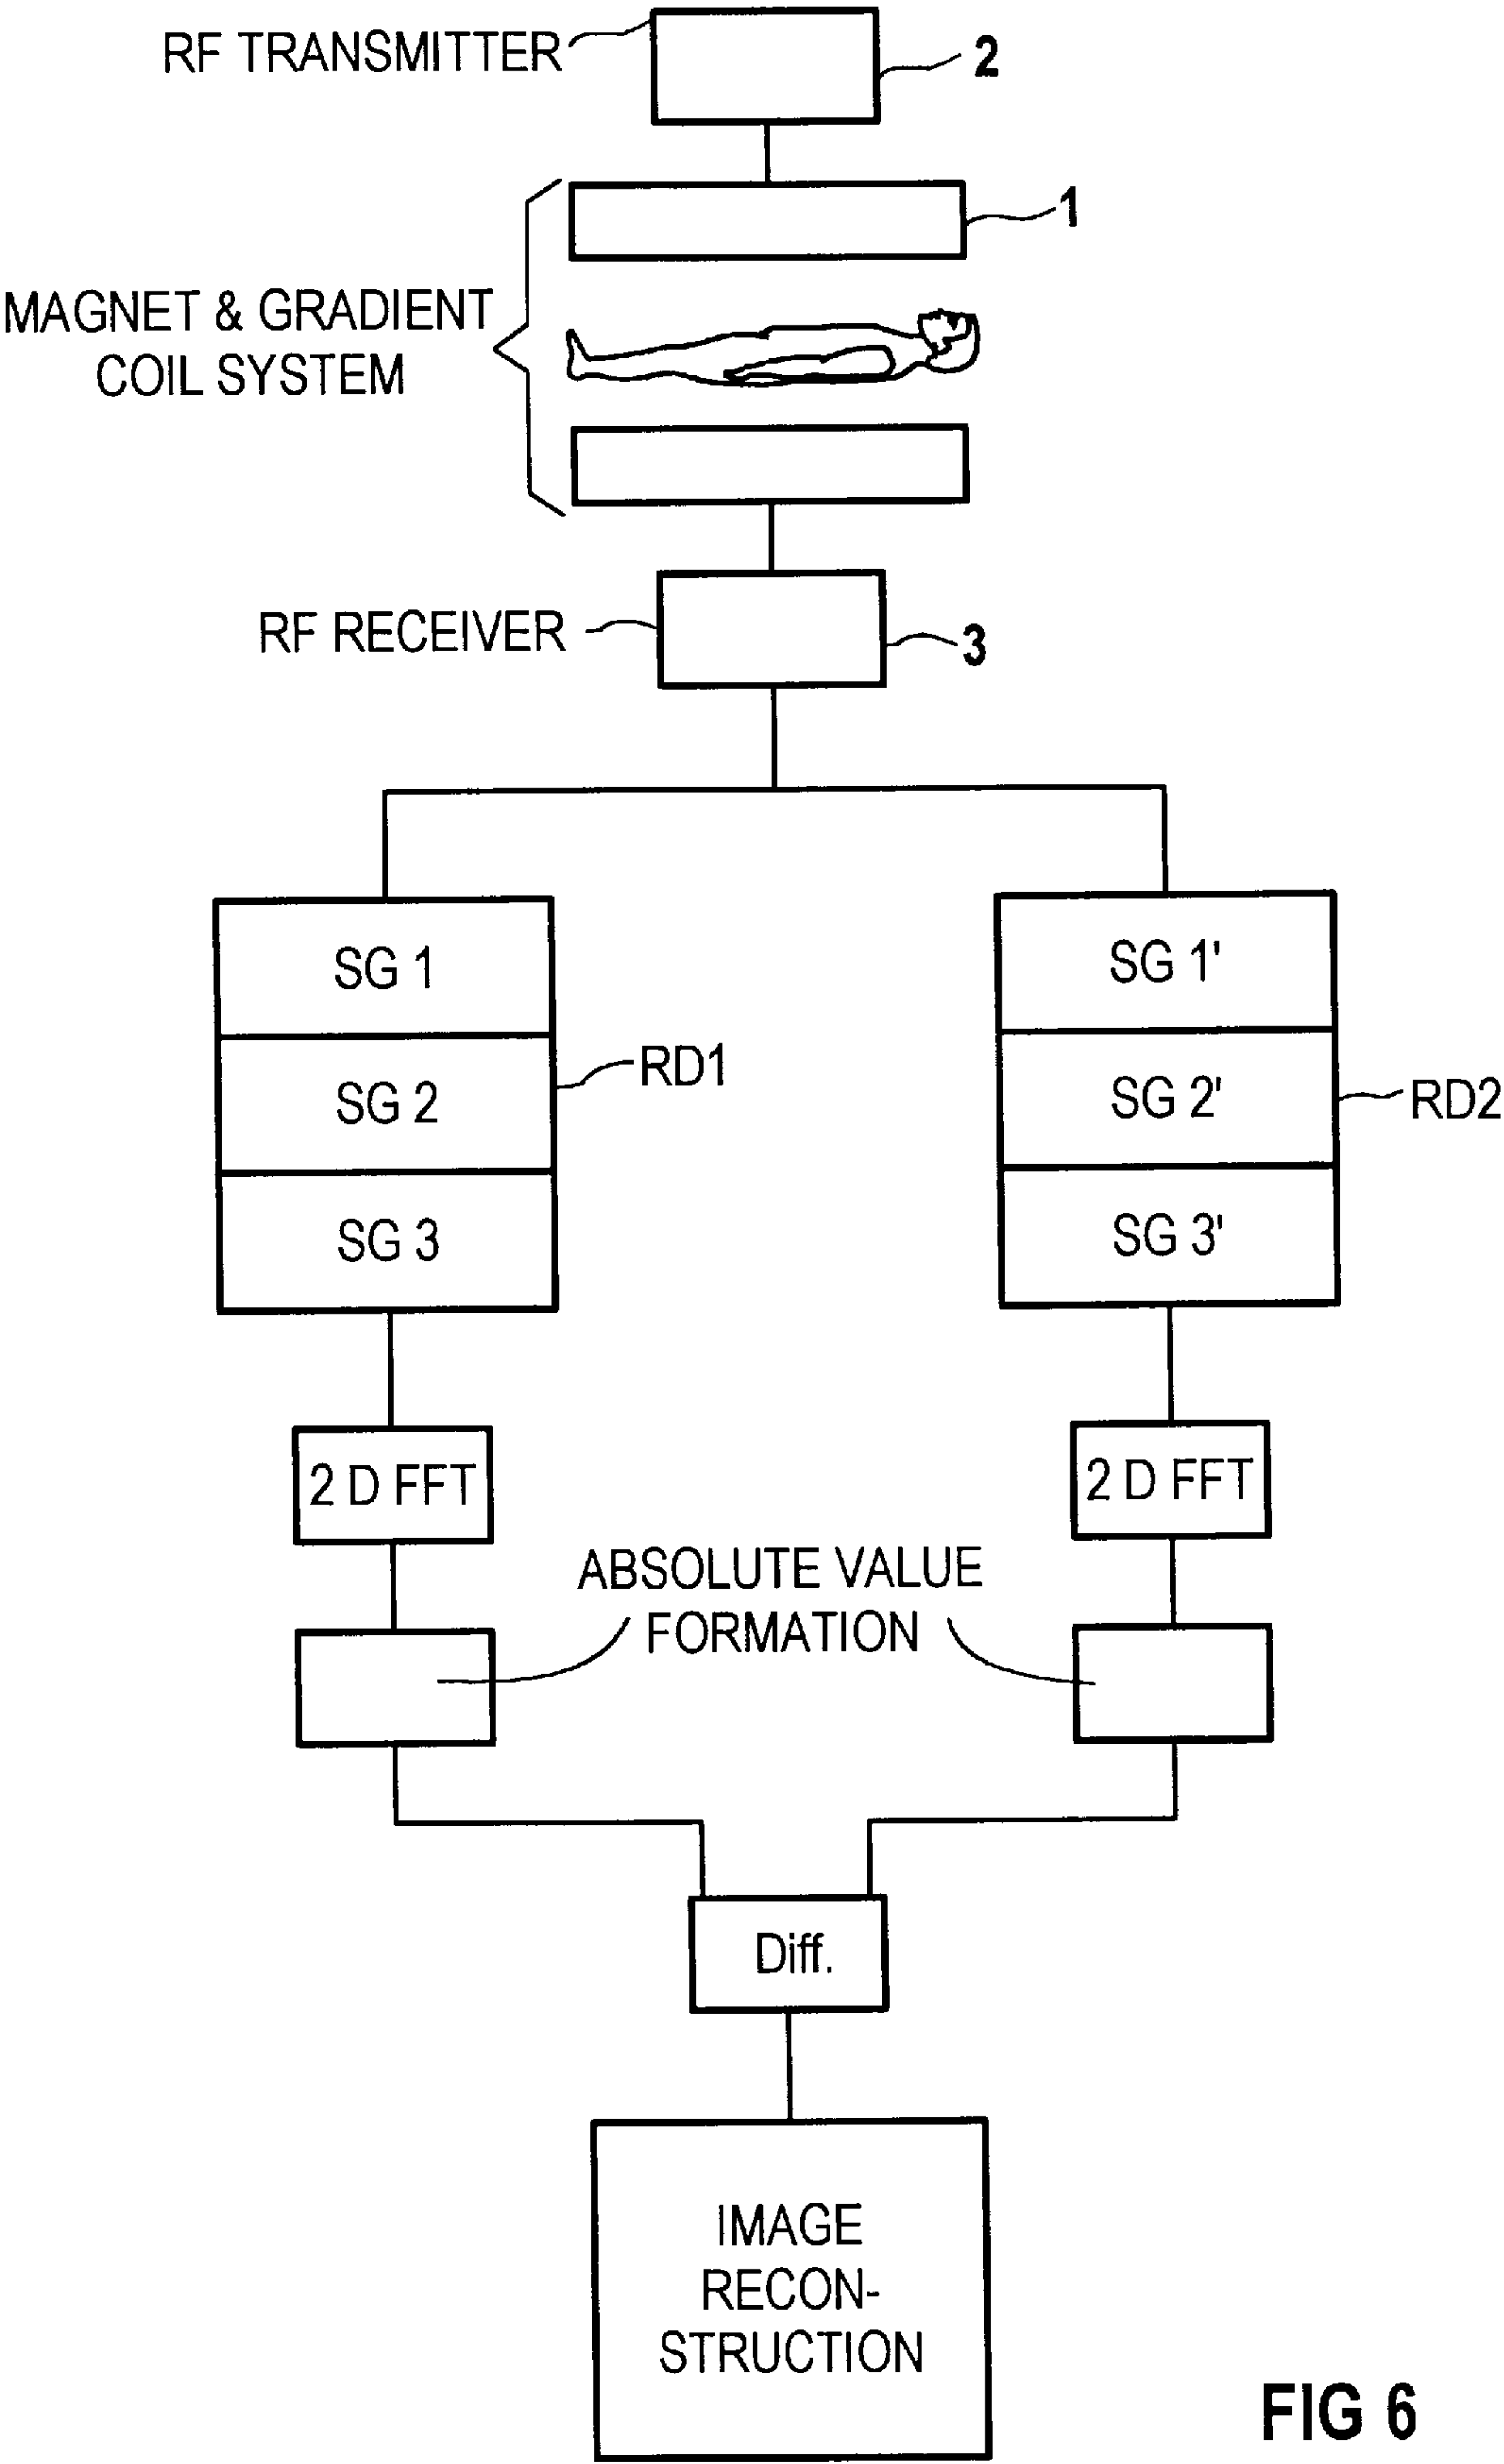 RF TRANSMITTER
2
1
MAGNET & GRADIENT
COIL SYSTEM
RF RECEIVER
3
SG 1
SG 2
SG 3
RD1
SG 1'
SG 2'
SG 3'
RD2
2 D FFT
2 D FFT
ABSOLUTE VALUE
FORMATION
Diff.
IMAGE
RECON-
STRUCTION
FIG 6